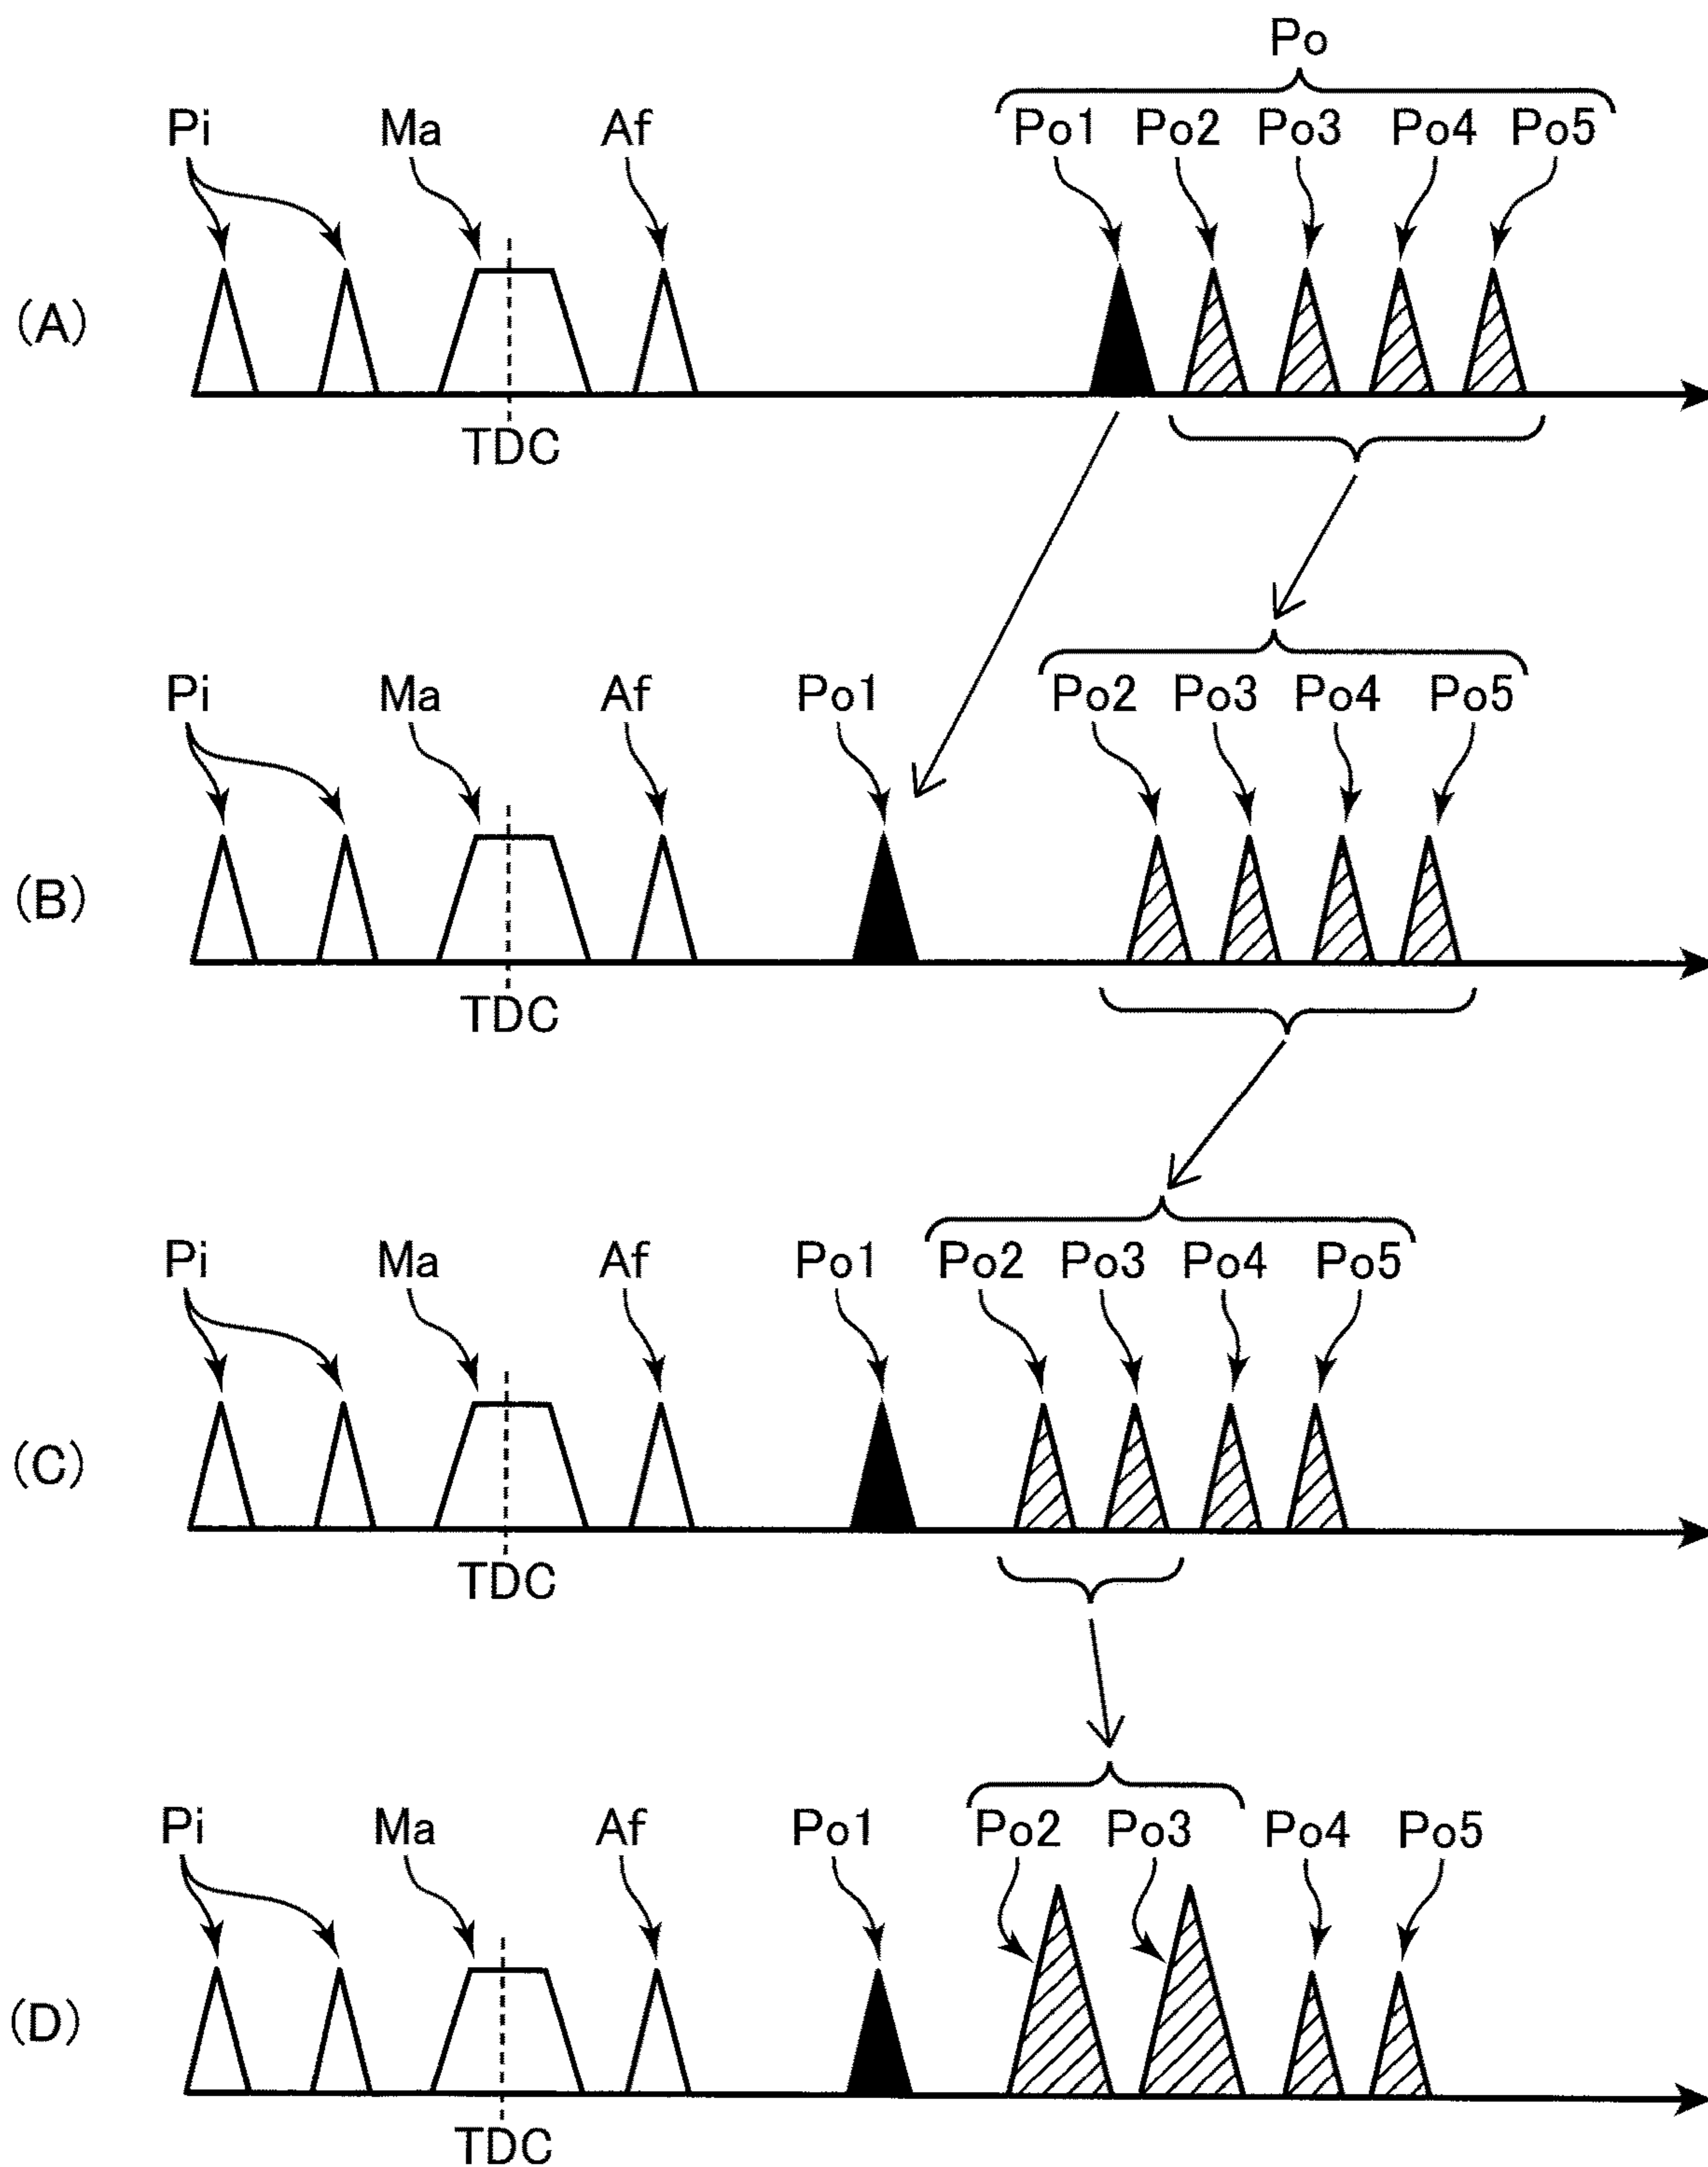 Po
Pi Ma Af Po1 Po2 Po3 Po4 Po5
(A)
TDC
Pi Ma Af Po1 Po2 Po3 Po4 Po5
(B)
TDC
Pi Ma Af Po1 Po2 Po3 Po4 Po5
(C)
TDC
Pi Ma Af Po1 Po2 Po3 Po4 Po5
(D)
TDC